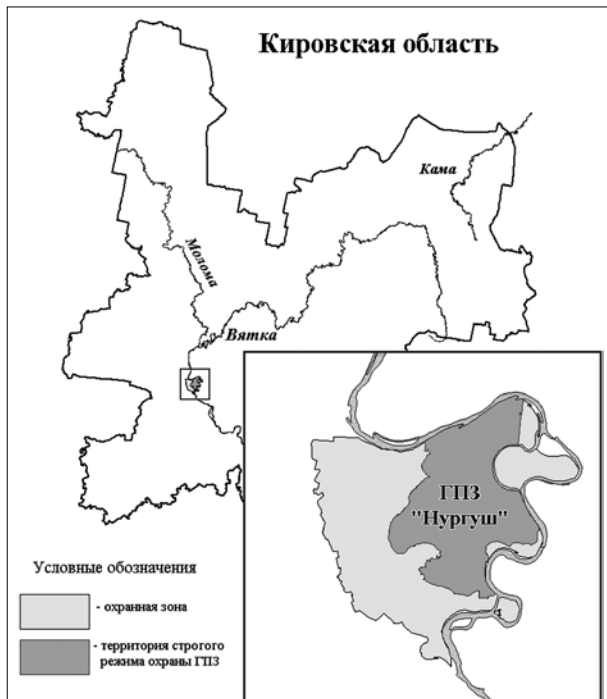 Кировская область
Кама
Молома
Вятка
ГПЗ
"Нургуш"
Условные обозначения
- охранная зона
- территория строгого
режима охраны ГПЗ